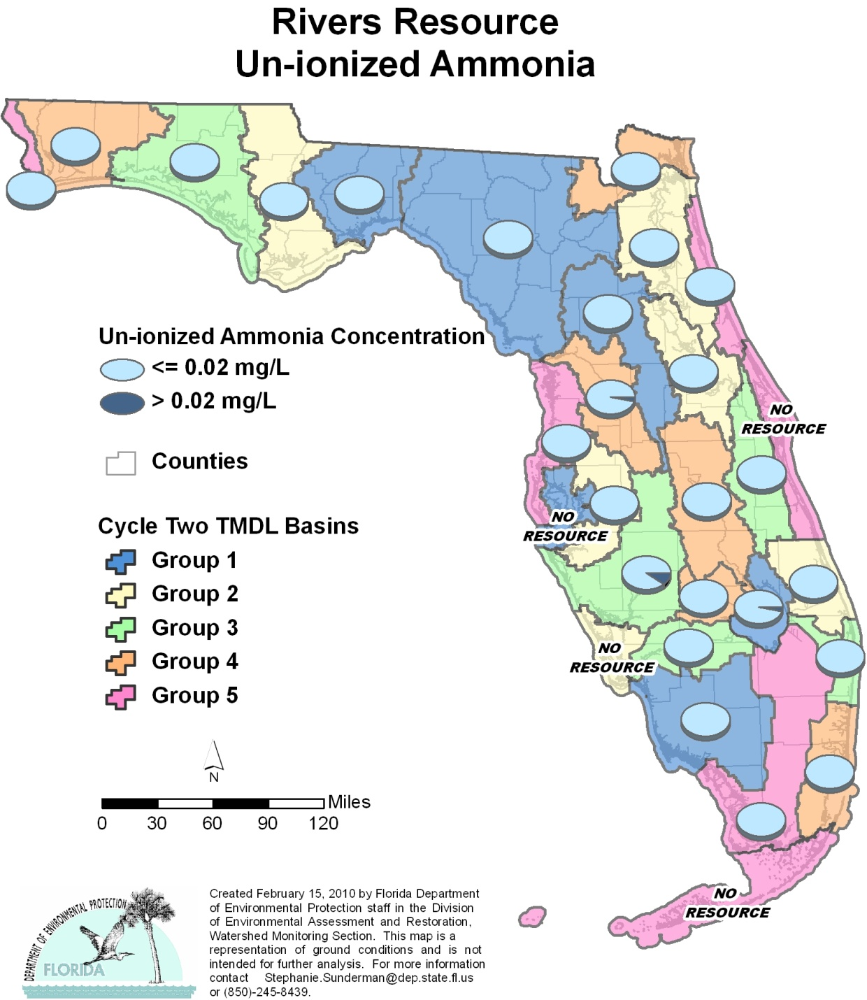 Rivers Resource
Un-ionized Ammonia
Un-ionized Ammonia Concentration
<= 0.02 mg/L
> 0.02 mg/L
Counties
Cycle Two TMDL Basins
Group 1
Group 2
Group 3
Group 4
Group 5
NO
RESOURCE
NO
RESOURCE
NO
RESOURCE
NO
RESOURCE
N
Miles
0 30 60 90 120
DEPARTMENT OF ENVIRONMENTAL PROTECTION
FLORIDA
Created February 15, 2010 by Florida Department
of Environmental Protection staff in the Division
of Environmental Assessment and Restoration,
Watershed Monitoring Section. This map is a
representation of ground conditions and is not
intended for further analysis. For more information
contact Stephanie.Sunderman@dep.state.fl.us
or (850)-245-8439.